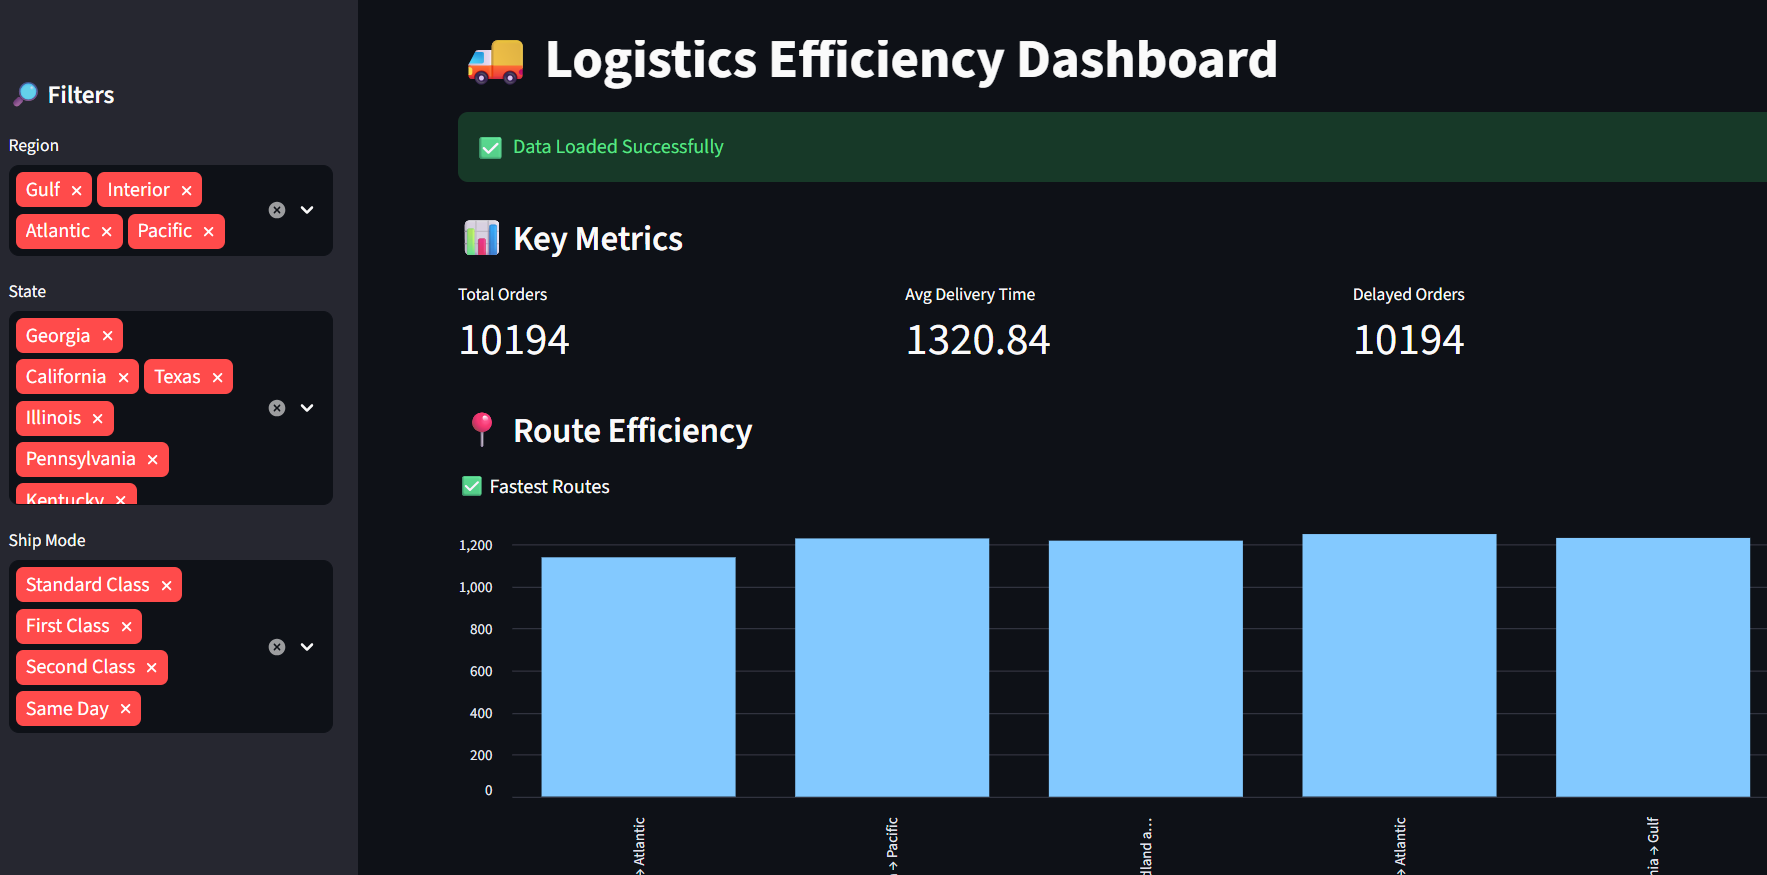 Logistics Efficiency Dashboard
Filters
Region
Gulf
Interior
Atlantic
Pacific
State
Georgia
California
Texas
Illinois
Pennsylvania
Kentucky
Ship Mode
Standard Class
First Class
Second Class
Same Day
Data Loaded Successfully
Key Metrics
Total Orders
10194
Avg Delivery Time
1320.84
Delayed Orders
10194
Route Efficiency
Fastest Routes
1,200
1,000
800
600
400
200
0
→ Atlantic
→ Pacific
a…
→ Atlantic
→ Gulf